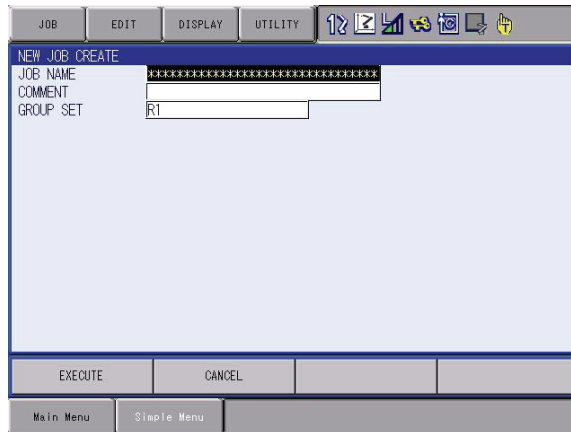 JOB EDIT DISPLAY UTILITY
NEW JOB CREATE
JOB NAME ********************************
COMMENT
GROUP SET R1
EXECUTE CANCEL
Main Menu Simple Menu